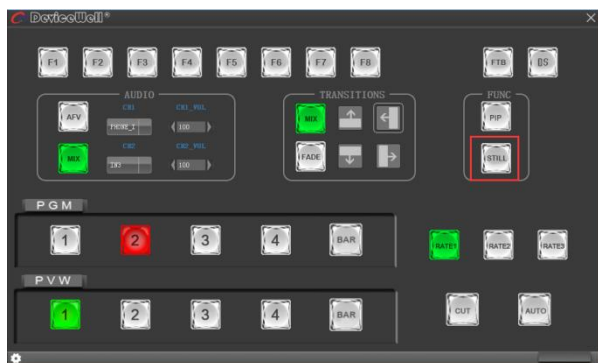 DeviceWell®
F1 F2 F3 F4 F5 F6 F7 F8 FTB DS
AUDIO TRANSITIONS FUNC
AFV CH1 CH1_VOL MIX PIP
PHONE_I 100
MIX CH2 CH2_VOL FADE STILL
IN3 100
PGM
1 2 3 4 BAR
RATE1 RATE2 RATE3
PVW
1 2 3 4 BAR
CUT AUTO